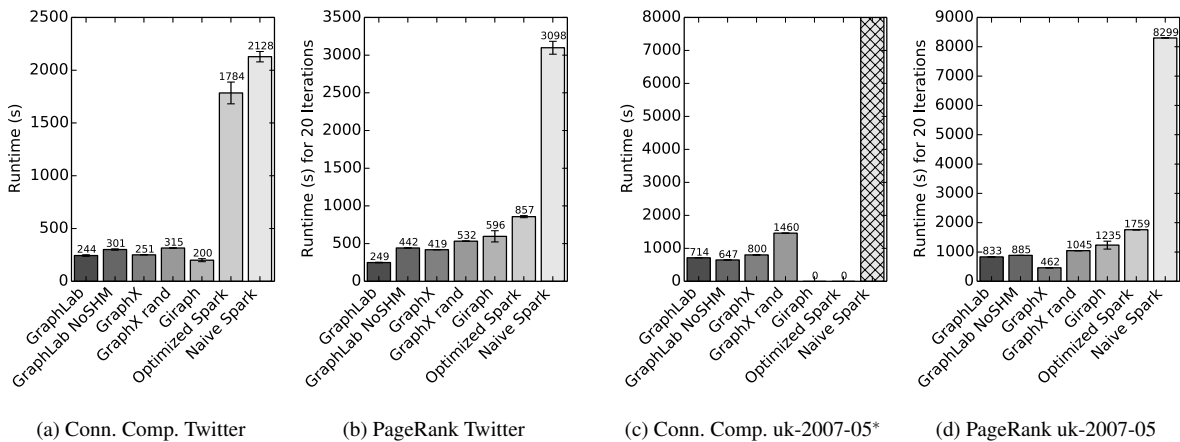 2500
2000
1500
1000
500
0
Runtime (s)
244
301
251
315
200
1784
2128
GraphLab
GraphLab NoSHM
GraphX
GraphX rand
Giraph
Optimized Spark
Naive Spark
(a) Conn. Comp. Twitter
3500
3000
2500
2000
1500
1000
500
0
Runtime (s) for 20 Iterations
249
442
419
532
596
857
3098
GraphLab
GraphLab NoSHM
GraphX
GraphX rand
Giraph
Optimized Spark
Naive Spark
(b) PageRank Twitter
8000
7000
6000
5000
4000
3000
2000
1000
0
Runtime (s)
714
647
800
1460
0
0
GraphLab
GraphLab NoSHM
GraphX
GraphX rand
Giraph
Optimized Spark
Naive Spark
(c) Conn. Comp. uk-2007-05*
9000
8000
7000
6000
5000
4000
3000
2000
1000
0
Runtime (s) for 20 Iterations
833
885
462
1045
1235
1759
8299
GraphLab
GraphLab NoSHM
GraphX
GraphX rand
Giraph
Optimized Spark
Naive Spark
(d) PageRank uk-2007-05